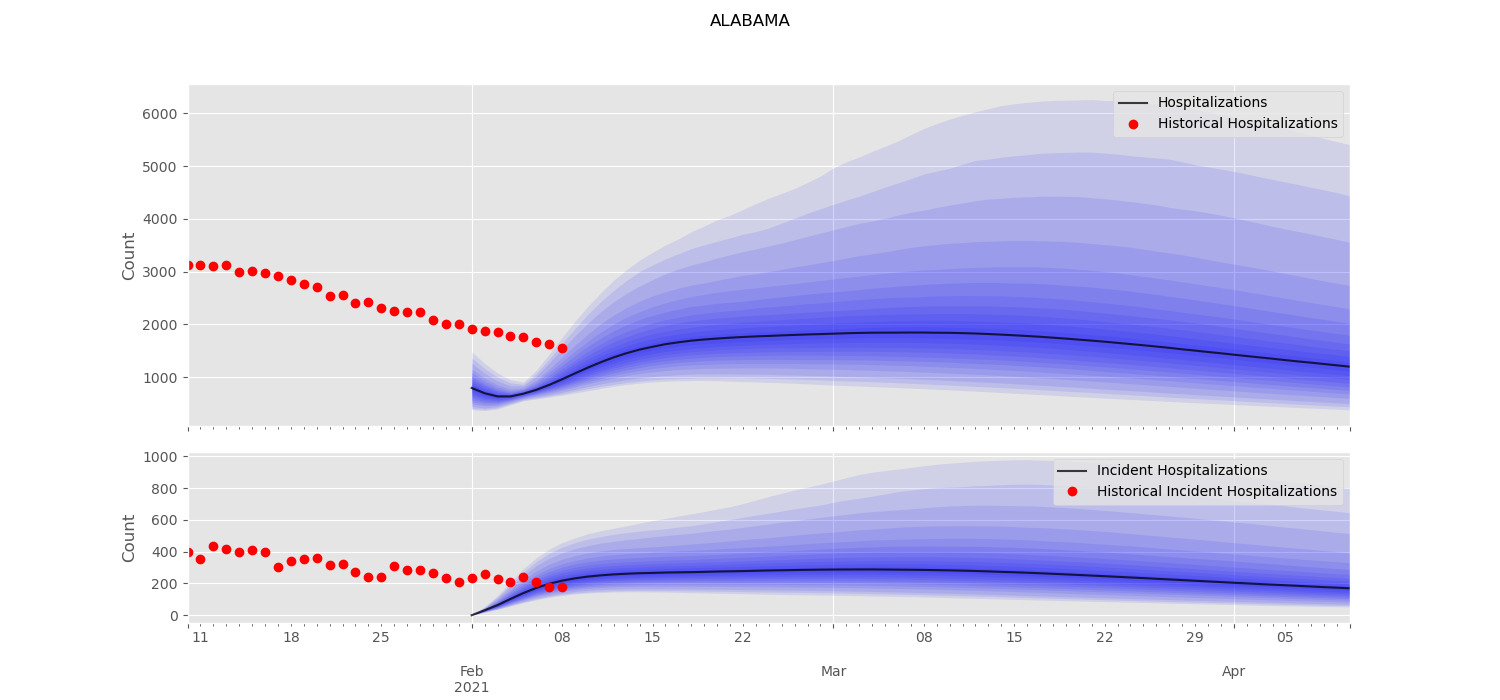 ALABAMA
Hospitalizations
Historical Hospitalizations
Count
6000
5000
4000
3000
2000
1000
Incident Hospitalizations
Historical Incident Hospitalizations
Count
1000
800
600
400
200
0
11 18 25 08 15 22 08 15 22 29 05
Feb Mar Apr
2021